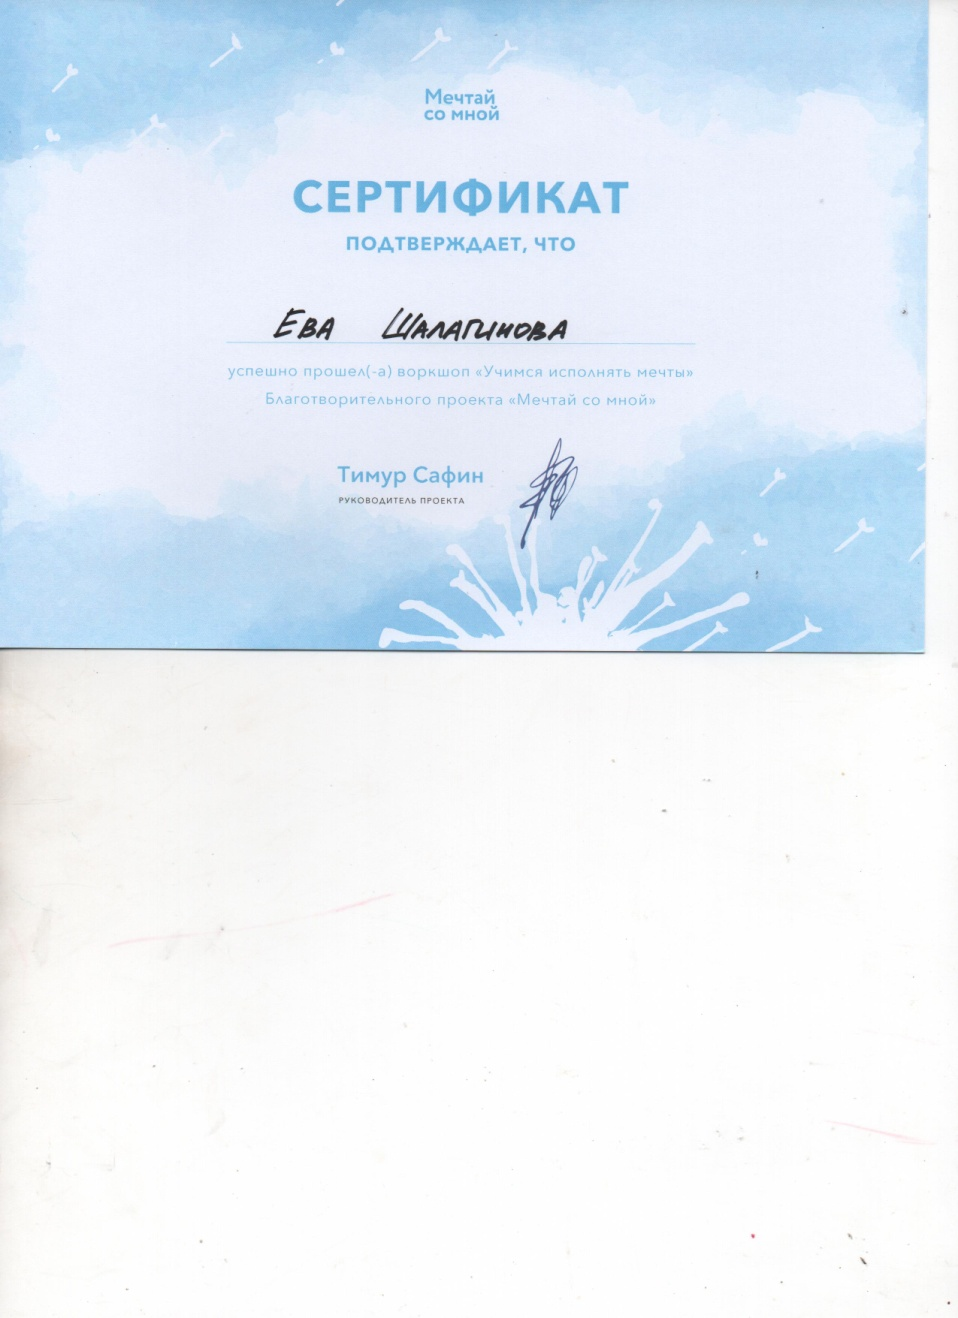 Мечтай
со мной
СЕРТИФИКАТ
ПОДТВЕРЖДАЕТ, ЧТО
ЕВА ШАЛАГИНОВА
успешно прошел(-а) воркшоп «Учимся исполнять мечты»
Благотворительного проекта «Мечтай со мной»
Тимур Сафин
РУКОВОДИТЕЛЬ ПРОЕКТА